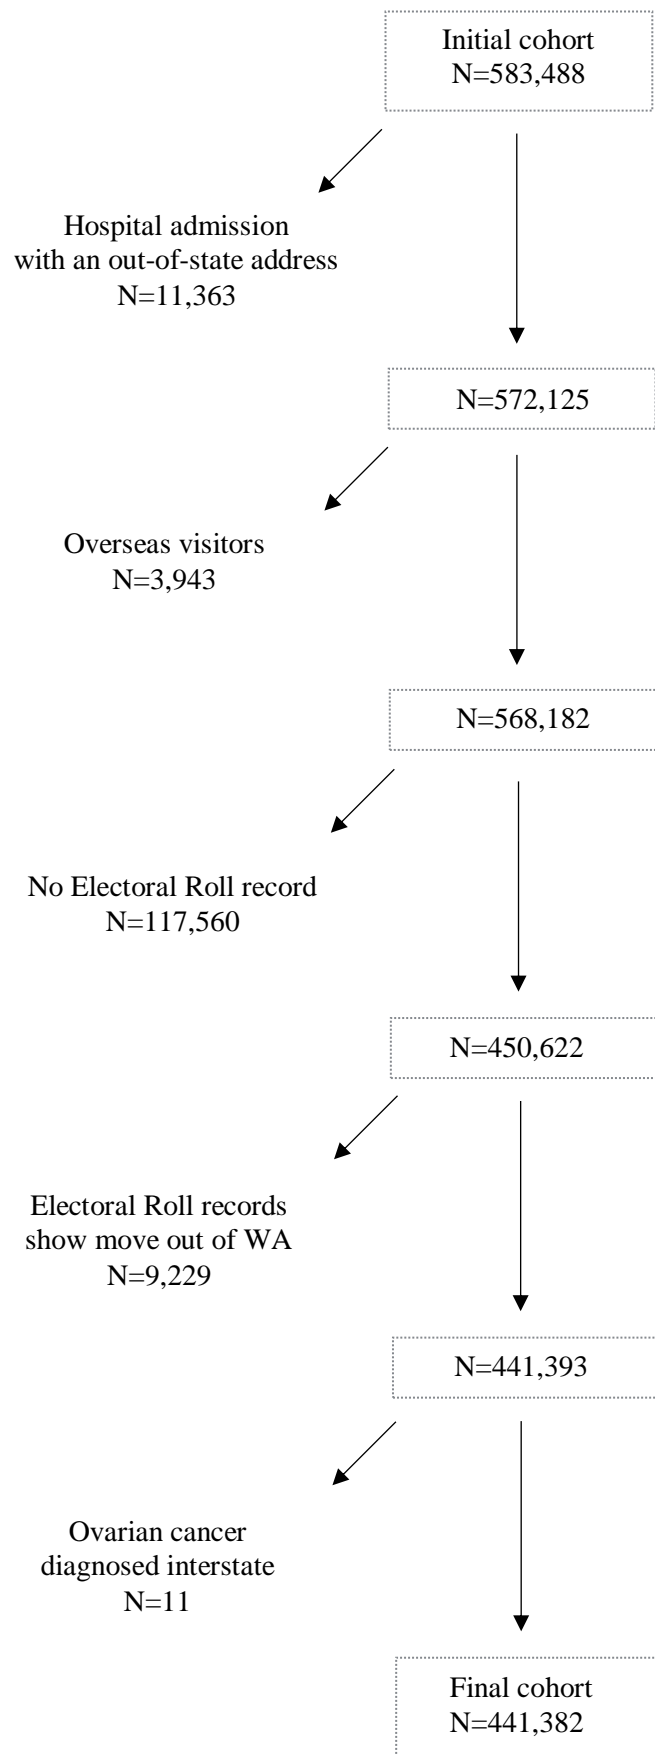 Initial cohort
N=583,488
Hospital admission
with an out-of-state address
N=11,363
N=572,125
Overseas visitors
N=3,943
N=568,182
No Electoral Roll record
N=117,560
N=450,622
Electoral Roll records
show move out of WA
N=9,229
N=441,393
Ovarian cancer
diagnosed interstate
N=11
Final cohort
N=441,382